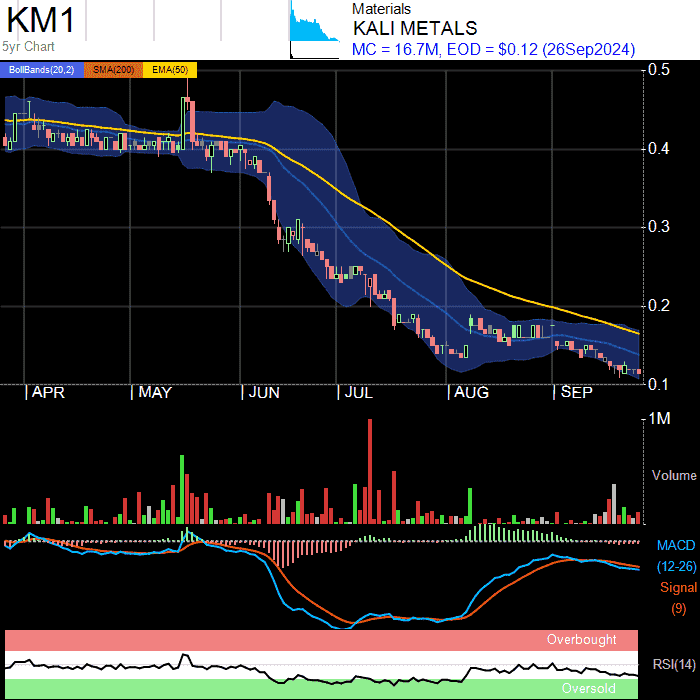 KM1
5yr Chart
Materials
KALI METALS
MC = 16.7M, EOD = $0.12 (26Sep2024)
BollBands(20,2) SMA(200) EMA(50)
0.5
0.4
0.3
0.2
0.1
APR MAY JUN JUL AUG SEP
1M
Volume
MACD
(12-26)
Signal
(9)
Overbought
RSI(14)
Oversold